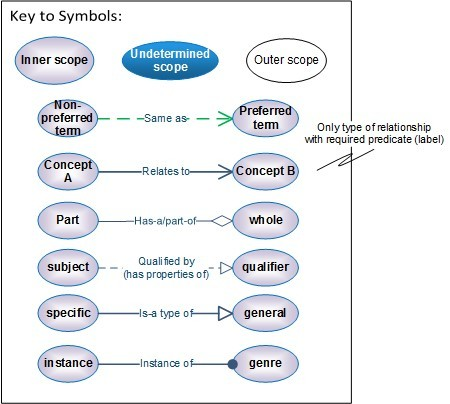 Key to Symbols:
Inner scope
Undetermined
scope
Outer scope
Non-
preferred
term
Same as
Preferred
term
Only type of relationship
with required predicate (label)
Concept
A
Relates to
Concept B
Part
Has-a/part-of
whole
subject
Qualified by
(has properties of)
qualifier
specific
Is-a type of
general
instance
Instance of
genre